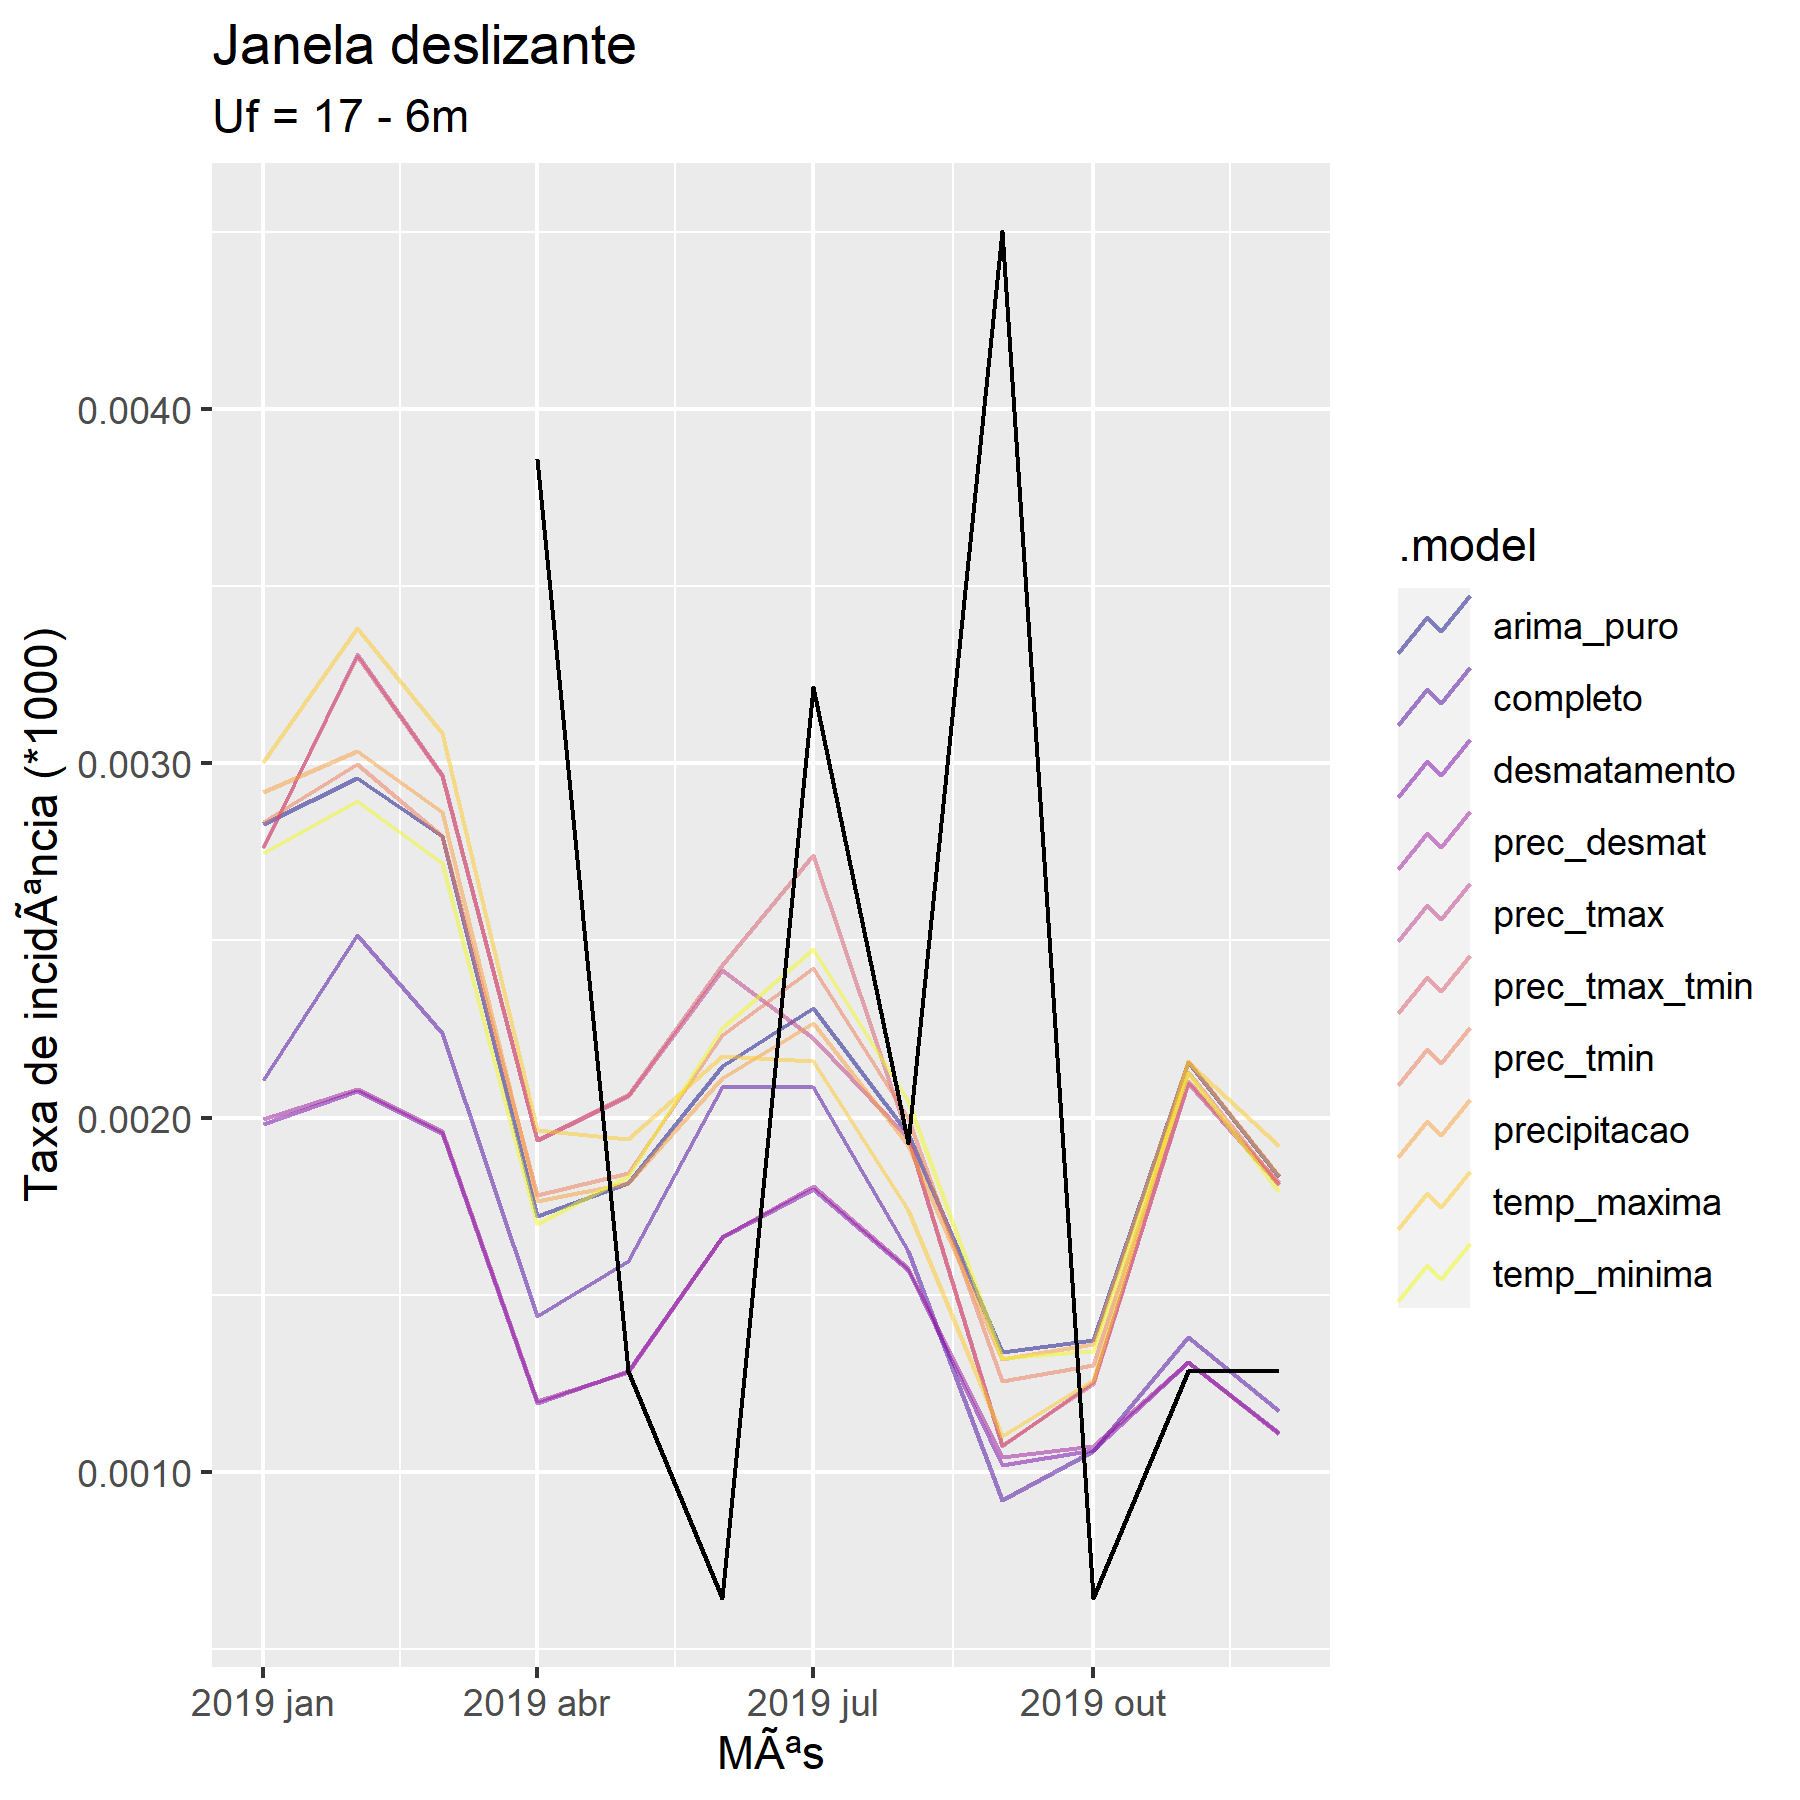 Janela deslizante
Uf = 17 - 6m
Taxa de incidÃªncia (*1000)
0.0040
0.0030
0.0020
0.0010
2019 jan
2019 abr
2019 jul
2019 out
MÃªs
.model
arima_puro
completo
desmatamento
prec_desmat
prec_tmax
prec_tmax_tmin
prec_tmin
precipitacao
temp_maxima
temp_minima